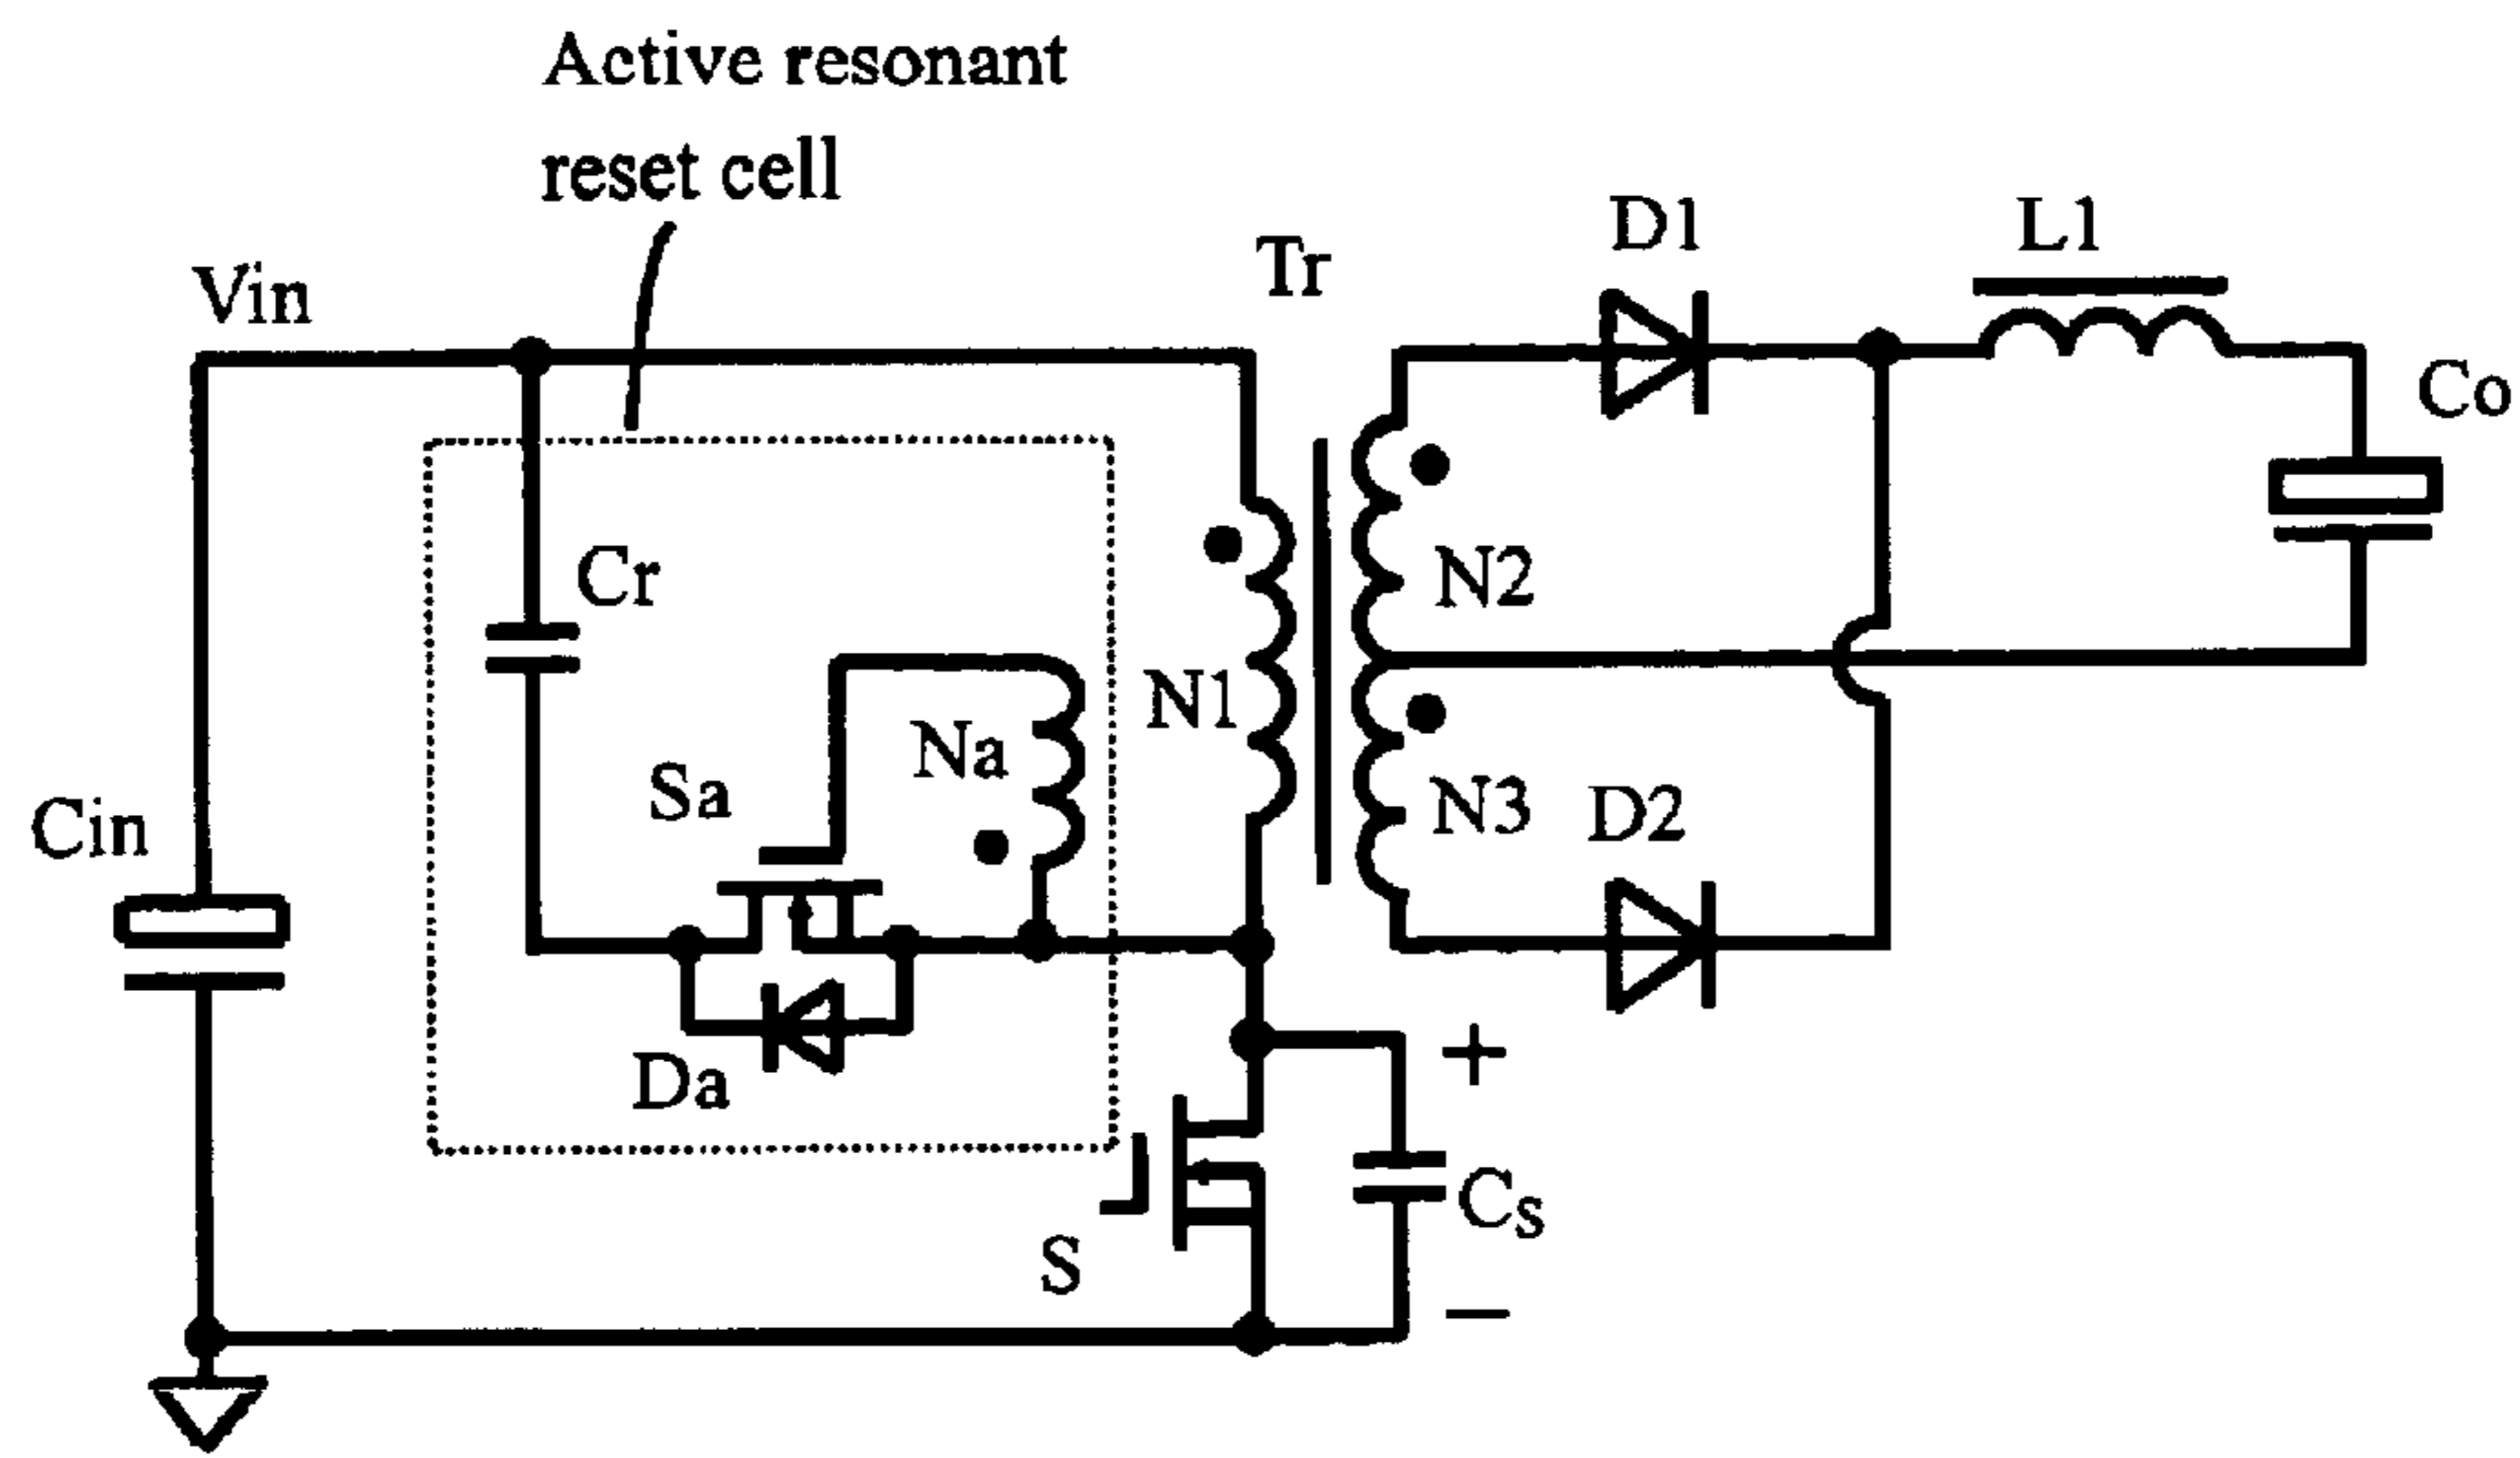 Active resonant
reset cell
Vin
Tr
D1
L1
Co
Cr
N2
N1
Na
Sa
N3
D2
Cin
Da
+
Cs
S
−